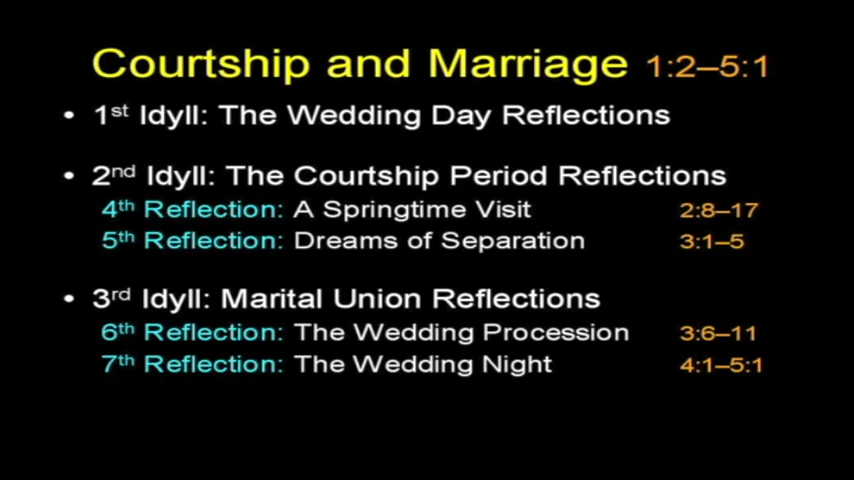 Courtship and Marriage 1:2–5:1
• 1st Idyll: The Wedding Day Reflections
• 2nd Idyll: The Courtship Period Reflections
4th Reflection: A Springtime Visit 2:8–17
5th Reflection: Dreams of Separation 3:1–5
• 3rd Idyll: Marital Union Reflections
6th Reflection: The Wedding Procession 3:6–11
7th Reflection: The Wedding Night 4:1–5:1